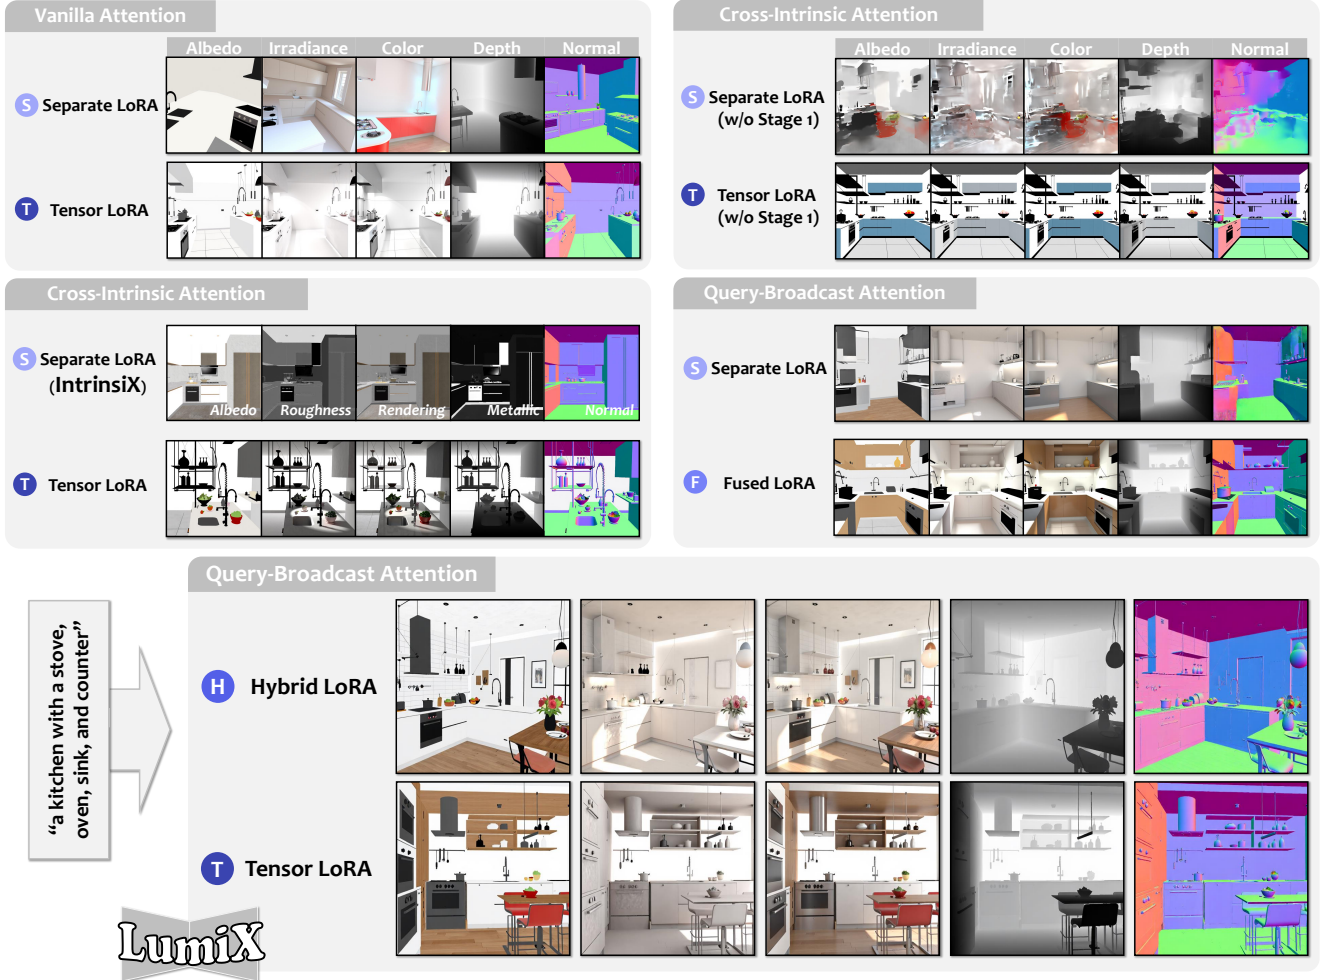 Vanilla Attention
Albedo Irradiance Color Depth Normal
S Separate LoRA
T Tensor LoRA
Cross-Intrinsic Attention
Albedo Irradiance Color Depth Normal
S Separate LoRA
(w/o Stage 1)
T Tensor LoRA
(w/o Stage 1)
Cross-Intrinsic Attention
S Separate LoRA
(IntrinsiX)
Albedo Roughness Rendering Metallic Normal
T Tensor LoRA
Query-Broadcast Attention
S Separate LoRA
F Fused LoRA
Query-Broadcast Attention
"a kitchen with a stove,
oven, sink, and counter"
H Hybrid LoRA
T Tensor LoRA
LumiX